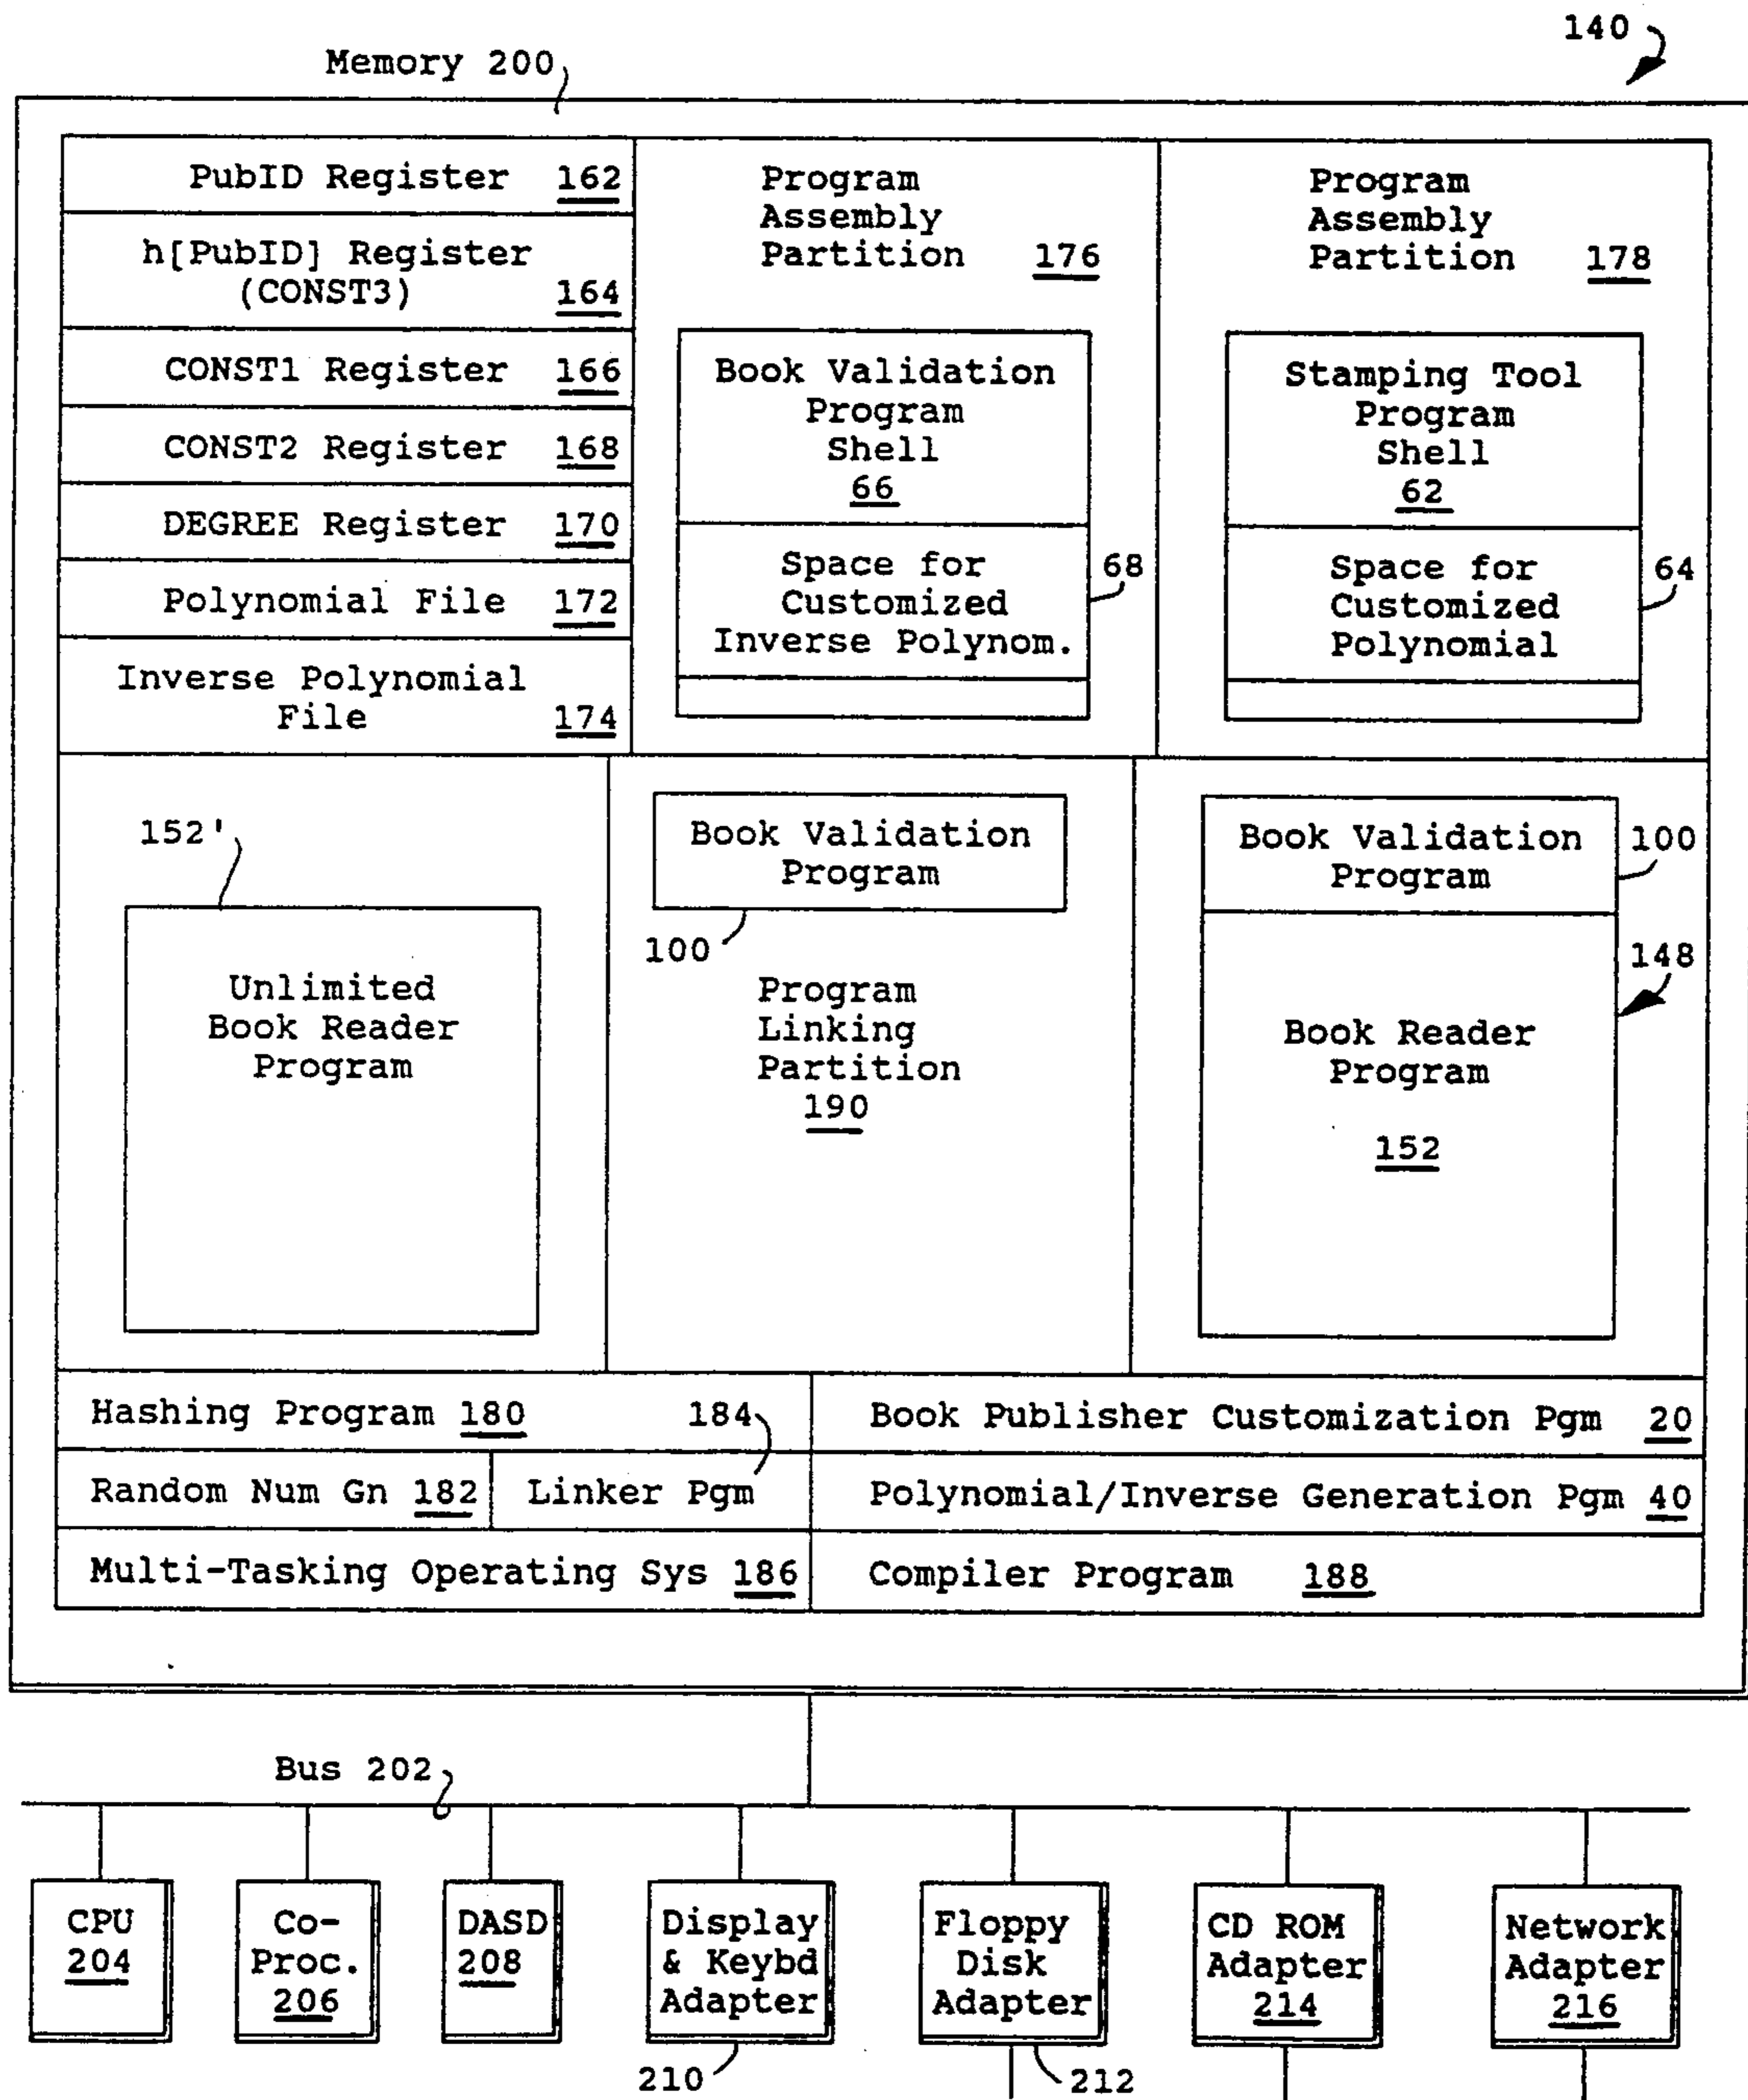 140
Memory 200
PubID Register 162
h[PubID] Register
(CONST3) 164
CONST1 Register 166
CONST2 Register 168
DEGREE Register 170
Polynomial File 172
Inverse Polynomial
File 174
Program
Assembly
Partition 176
Book Validation
Program
Shell
66
Space for
Customized
Inverse Polynom.
68
Program
Assembly
Partition 178
Stamping Tool
Program
Shell
62
Space for
Customized
Polynomial
64
152'
Unlimited
Book Reader
Program
Book Validation
Program
100
Program
Linking
Partition
190
Book Validation
Program
100
148
Book Reader
Program
152
Hashing Program 180
184
Book Publisher Customization Pgm 20
Random Num Gn 182
Linker Pgm
Polynomial/Inverse Generation Pgm 40
Multi-Tasking Operating Sys 186
Compiler Program 188
Bus 202
CPU
204
Co-
Proc.
206
DASD
208
Display
& Keybd
Adapter
210
Floppy
Disk
Adapter
212
CD ROM
Adapter
214
Network
Adapter
216